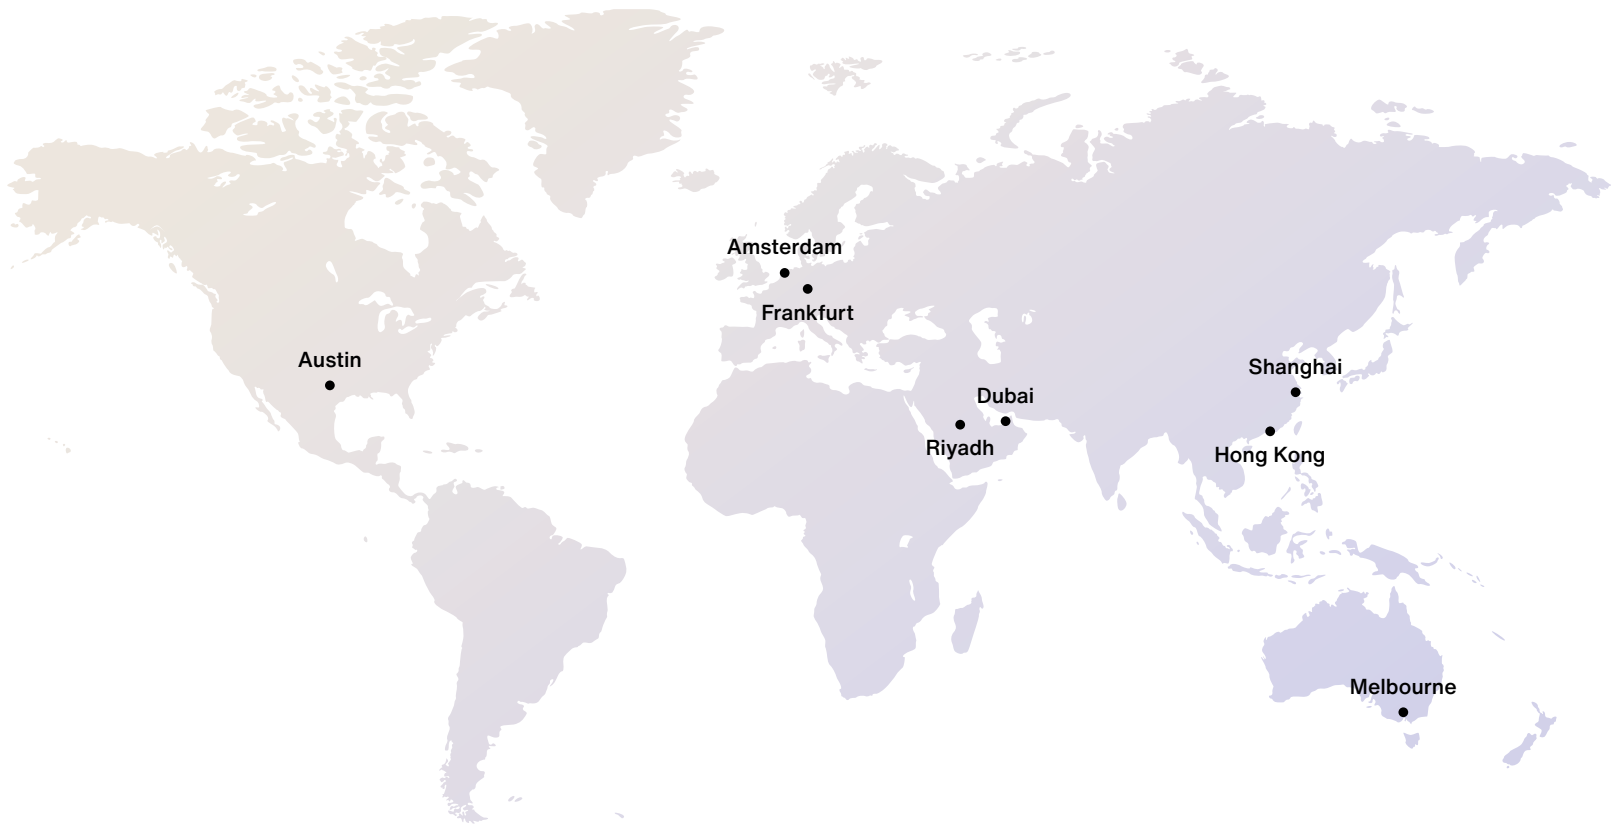 Amsterdam
Frankfurt
Austin
Shanghai
Dubai
Riyadh
Hong Kong
Melbourne